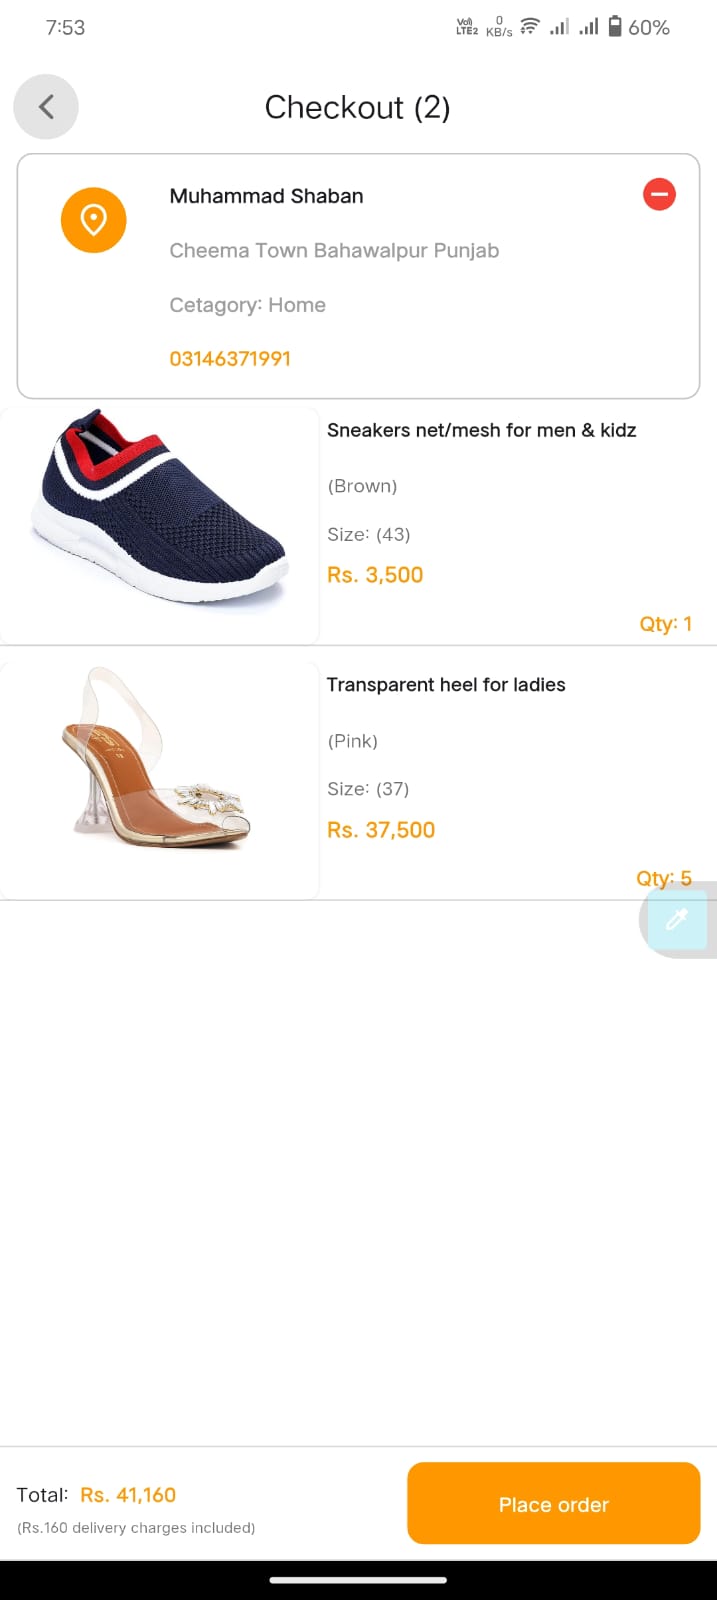 7:53
Vo) LTE2 0 KB/s 60%
Checkout (2)
Muhammad Shaban
Cheema Town Bahawalpur Punjab
Cetagory: Home
03146371991
Sneakers net/mesh for men & kidz
(Brown)
Size: (43)
Rs. 3,500
Qty: 1
Transparent heel for ladies
(Pink)
Size: (37)
Rs. 37,500
Qty: 5
Total: Rs. 41,160
(Rs.160 delivery charges included)
Place order